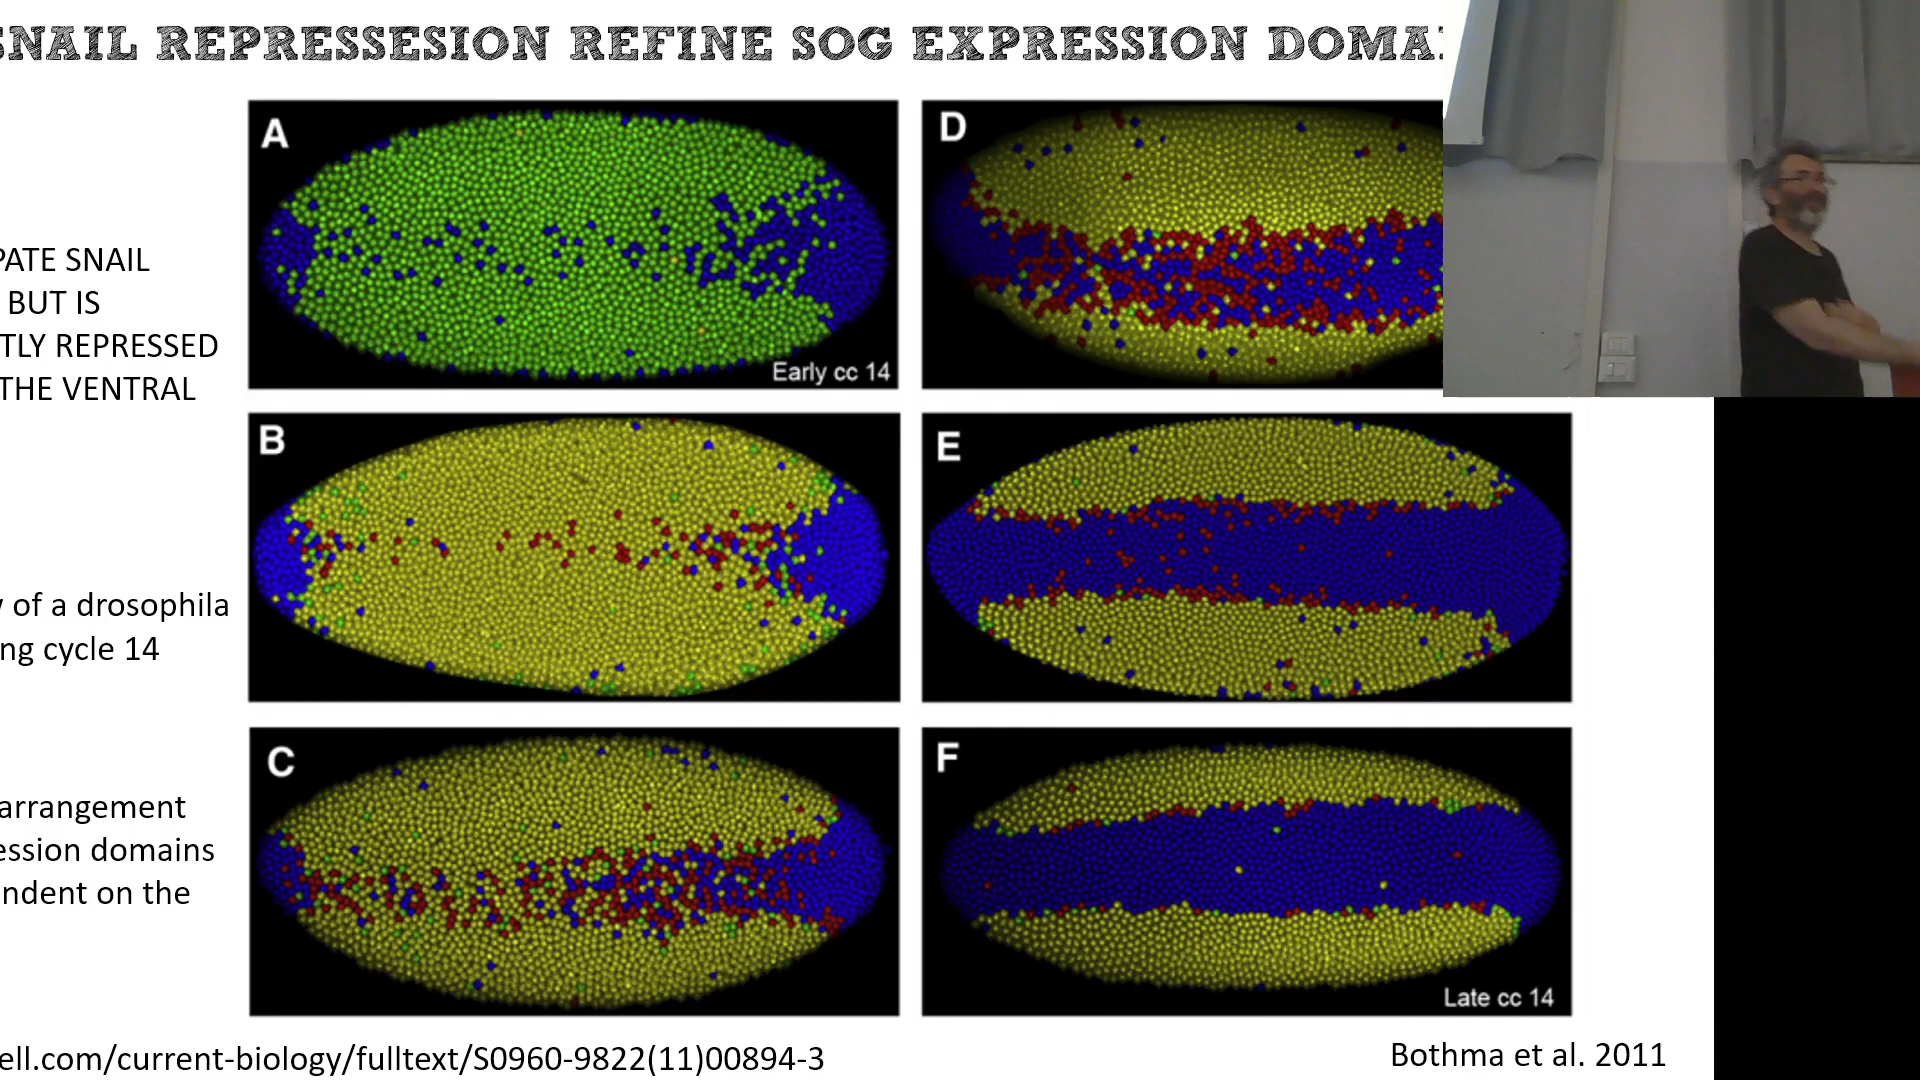 SNAIL REPRESSESION REFINE SOG EXPRESSION
A
D
PATE SNAIL
BUT IS
TLY REPRESSED
THE VENTRAL
Early cc 14
B
E
of a drosophila
ng cycle 14
C
F
arrangement
ession domains
ndent on the
Late cc 14
ell.com/current-biology/fulltext/S0960-9822(11)00894-3
Bothma et al. 2011